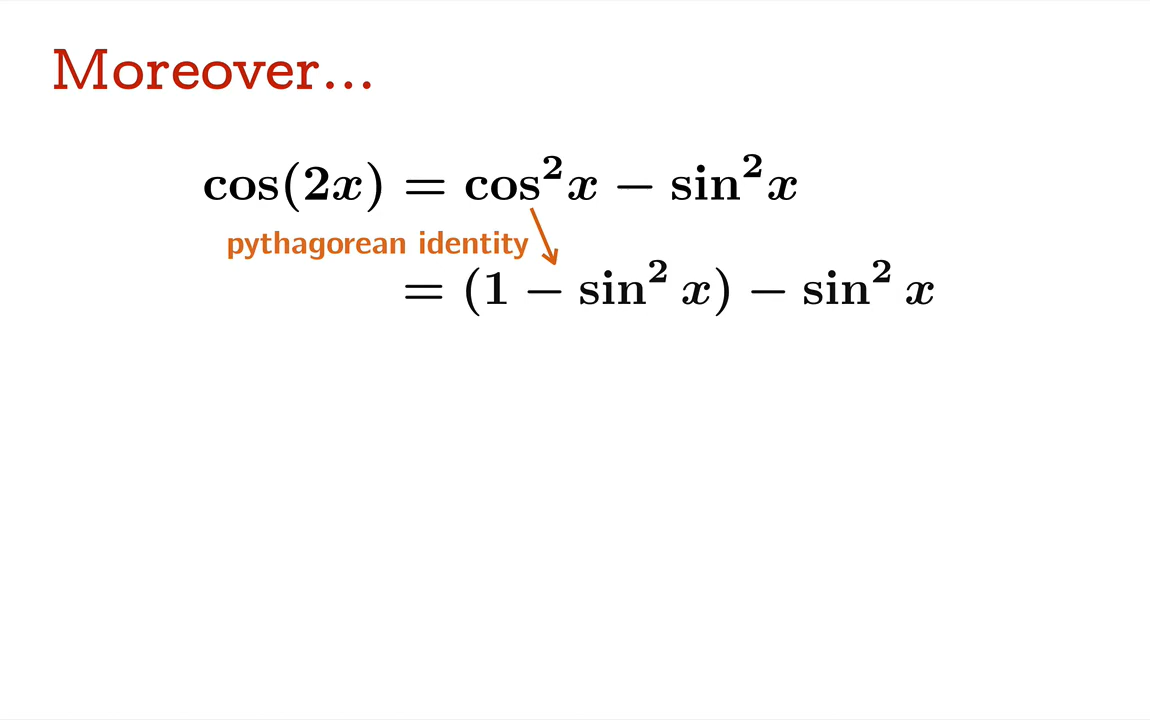 Moreover...
cos(2x) = cos²x − sin²x
pythagorean identity
= (1 − sin² x) − sin² x